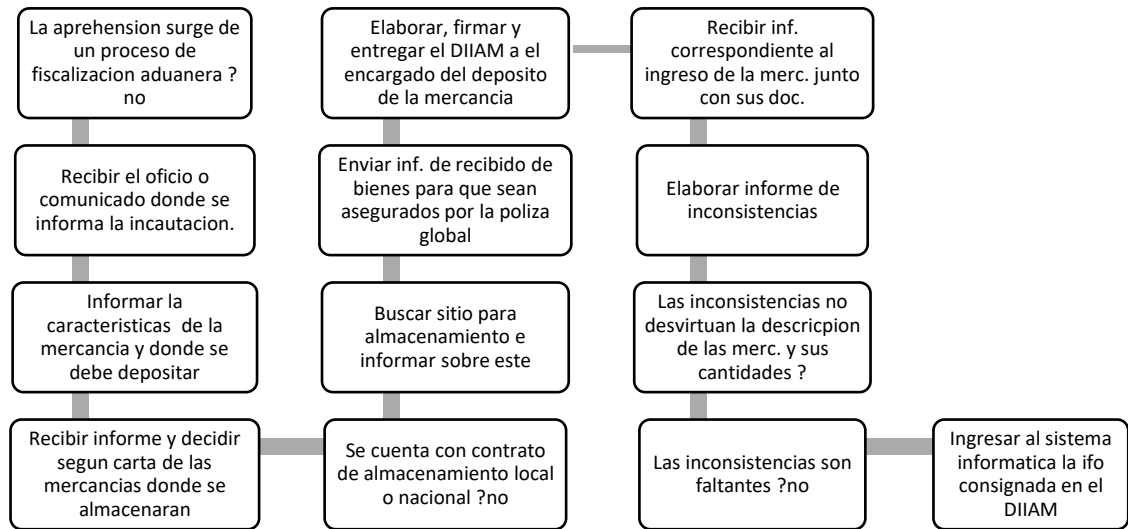 La aprehension surge de
un proceso de
fiscalizacion aduanera ?
no
Recibir el oficio o
comunicado donde se
informa la incautacion.
Informar la
caracteristicas de la
mercancia y donde se
debe depositar
Recibir informe y decidir
segun carta de las
mercancias donde se
almacenaran
Se cuenta con contrato
de almacenamiento local
o nacional ?no
Buscar sitio para
almacenamiento e
informar sobre este
Enviar inf. de recibido de
bienes para que sean
asegurados por la poliza
global
Elaborar, firmar y
entregar el DIIAM a el
encargado del deposito
de la mercancia
Recibir inf.
correspondiente al
ingreso de la merc. junto
con sus doc.
Elaborar informe de
inconsistencias
Las inconsistencias no
desvirtuan la descricpion
de las merc. y sus
cantidades ?
Las inconsistencias son
faltantes ?no
Ingresar al sistema
informatica la ifo
consignada en el
DIIAM